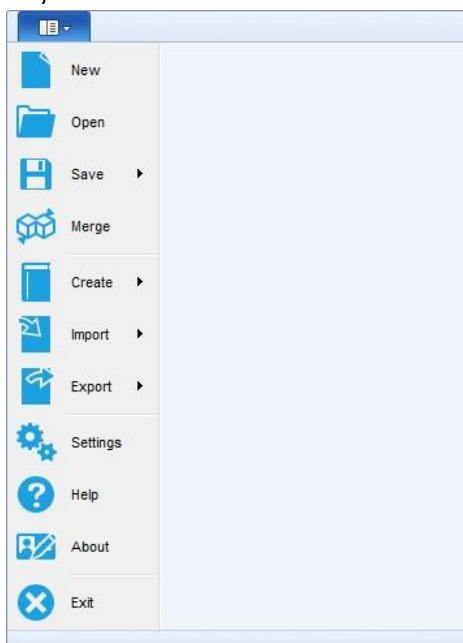 New
Open
Save
Merge
Create
Import
Export
Settings
Help
About
Exit